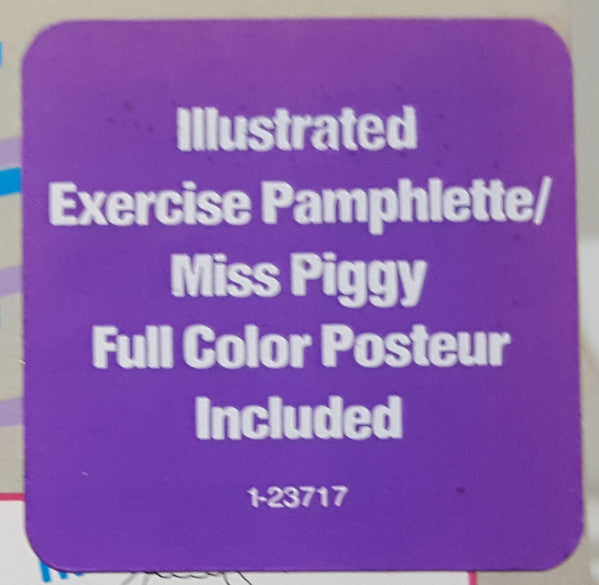 Illustrated
Exercise Pamphlette/
Miss Piggy
Full Color Posteur
Included
1-23717